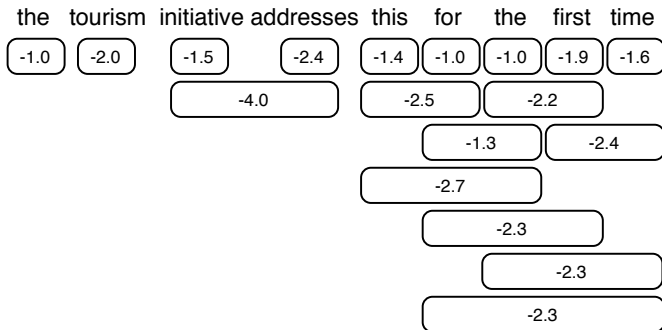 the tourism initiative addresses this for the first time
-1.0 -2.0 -1.5 -2.4 -1.4 -1.0 -1.0 -1.9 -1.6
-4.0 -2.5 -2.2
-1.3 -2.4
-2.7
-2.3
-2.3
-2.3